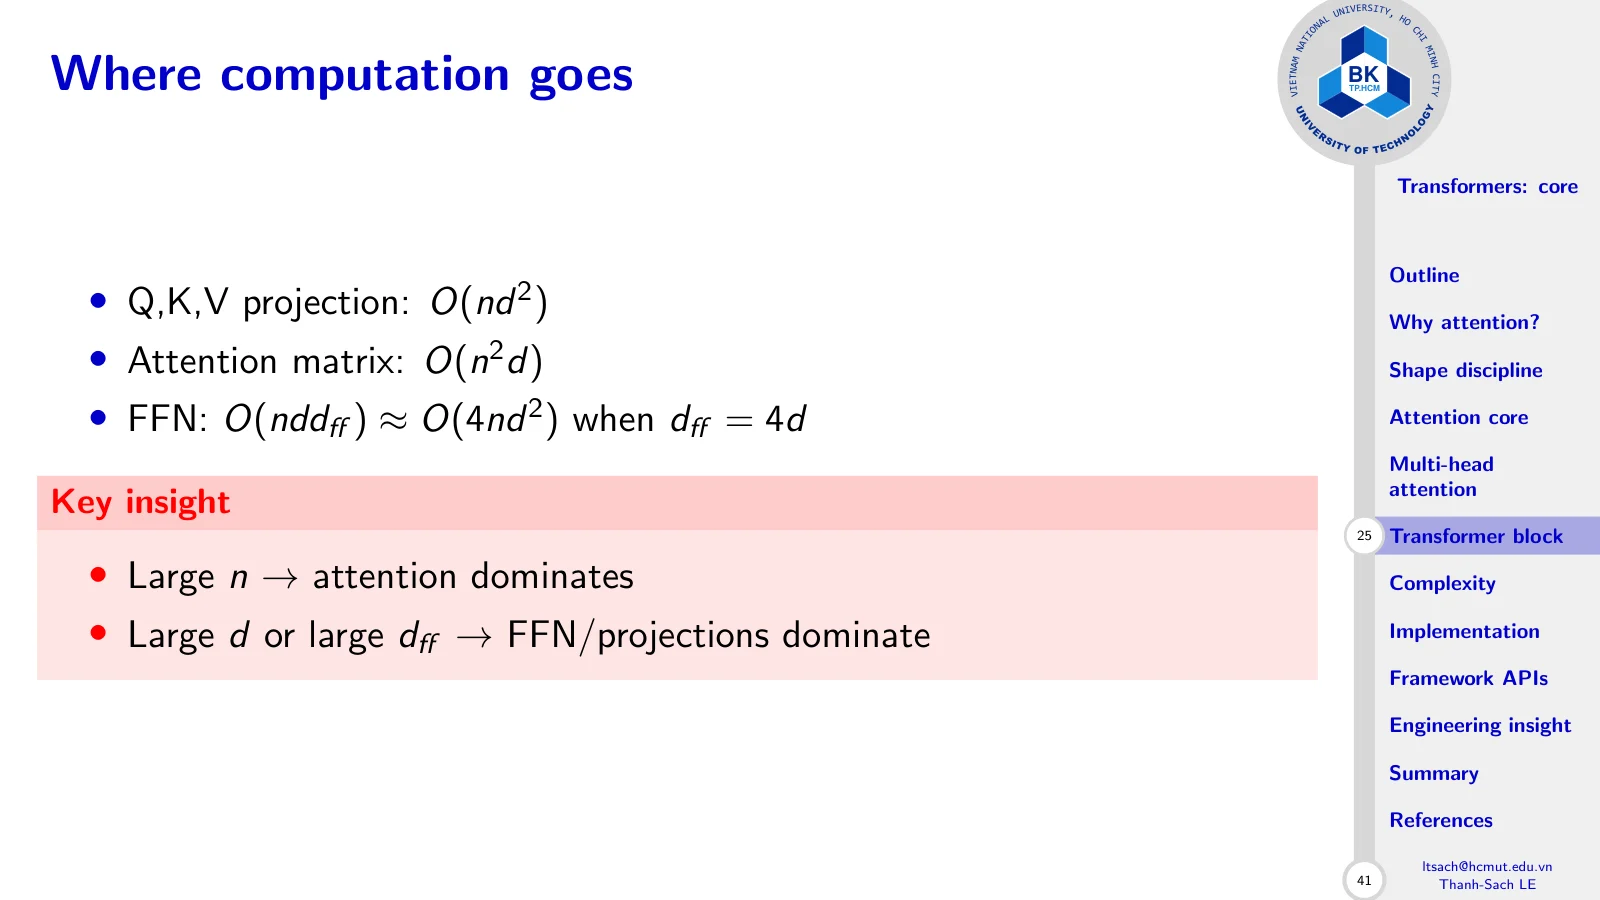 Where computation goes
• Q,K,V projection: O(nd²)
• Attention matrix: O(n²d)
• FFN: O(ndd_ff) ≈ O(4nd²) when d_ff = 4d
Key insight
• Large n → attention dominates
• Large d or large d_ff → FFN/projections dominate
VIETNAM NATIONAL UNIVERSITY, HO CHI MINH CITY
BK
TP.HCM
UNIVERSITY OF TECHNOLOGY
Transformers: core
Outline
Why attention?
Shape discipline
Attention core
Multi-head
attention
25 Transformer block
Complexity
Implementation
Framework APIs
Engineering insight
Summary
References
ltsach@hcmut.edu.vn
41 Thanh-Sach LE